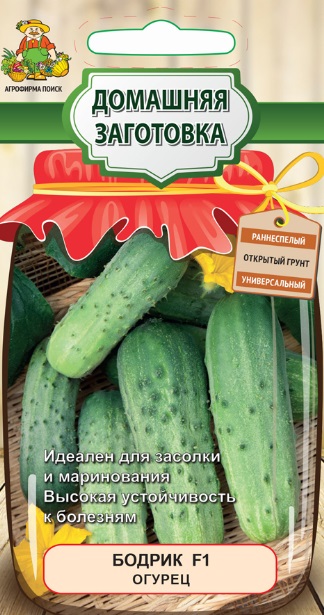 АГРОФИРМА ПОИСК
ДОМАШНЯЯ
ЗАГОТОВКА
РАННЕСПЕЛЫЙ
ОТКРЫТЫЙ ГРУНТ
УНИВЕРСАЛЬНЫЙ
Идеален для засолки
и маринования
Высокая устойчивость
к болезням
БОДРИК F1
ОГУРЕЦ